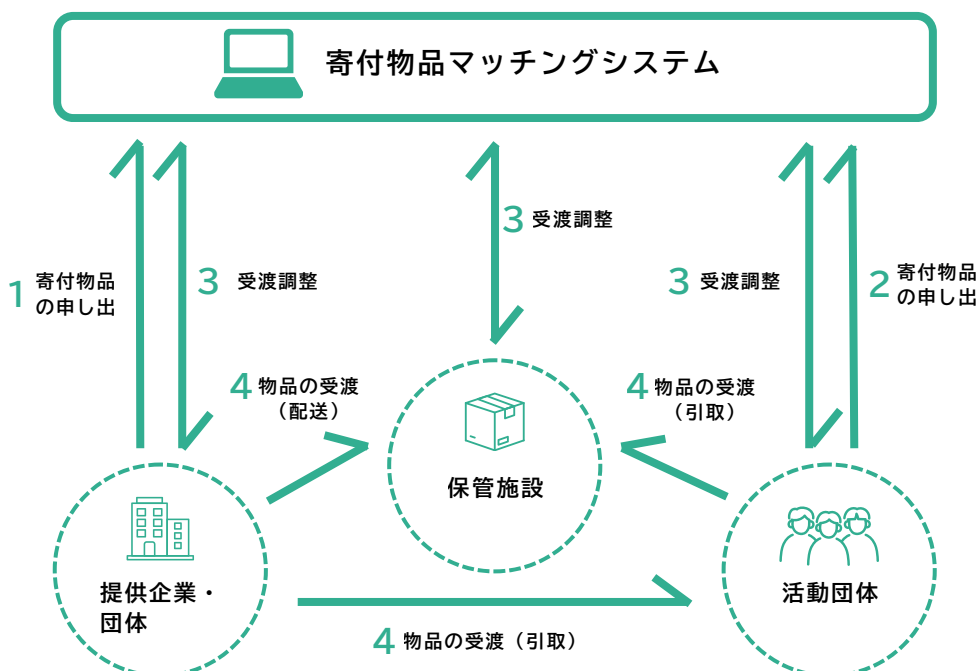 寄付物品マッチングシステム
3 受渡調整
1 寄付物品
の申し出
3 受渡調整
3 受渡調整
2 寄付物品
の申し出
4 物品の受渡
（配送）
4 物品の受渡
（引取）
保管施設
提供企業・
団体
活動団体
4 物品の受渡（引取）